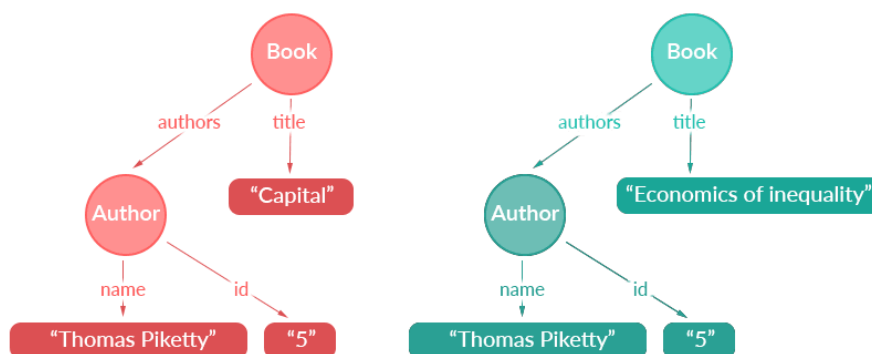 Book
authors
title
“Capital”
Author
name
id
“Thomas Piketty”
“5”
Book
authors
title
“Economics of inequality”
Author
name
id
“Thomas Piketty”
“5”